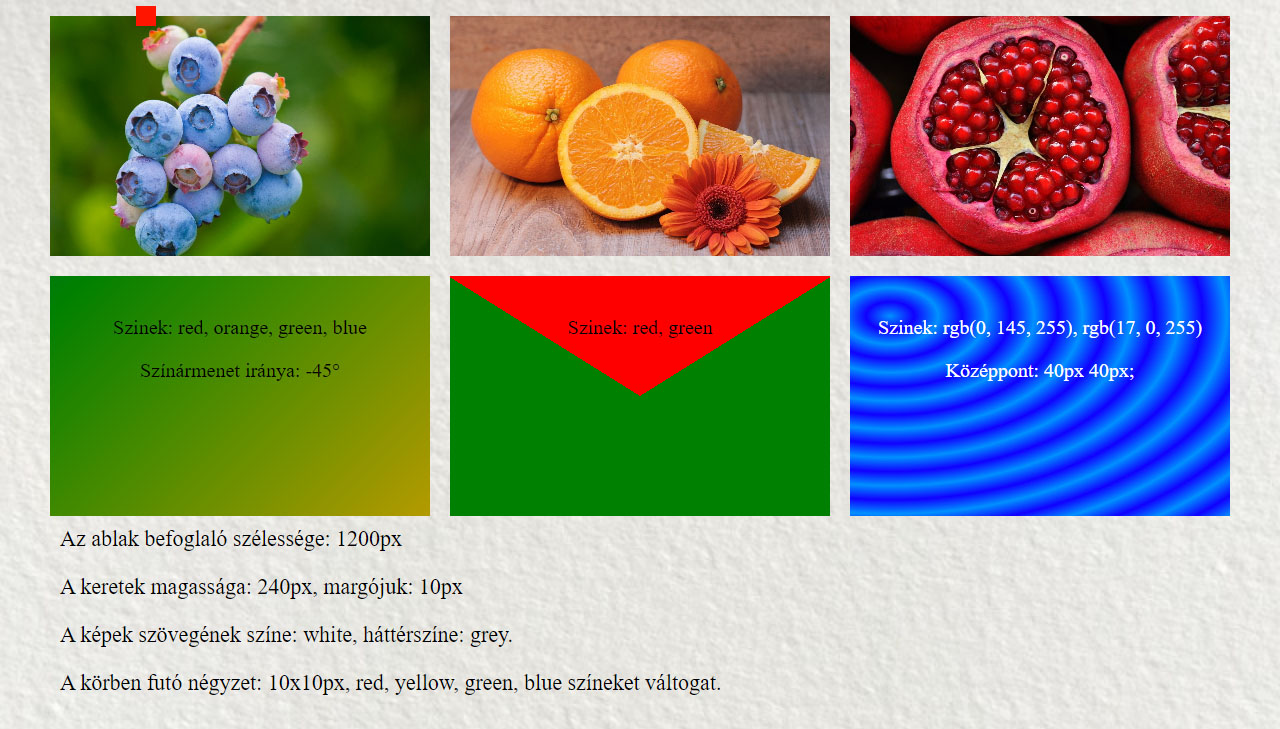 Szinek: red, orange, green, blue
Színármenet iránya: -45°
Szinek: red, green
Szinek: rgb(0, 145, 255), rgb(17, 0, 255)
Középpont: 40px 40px;
Az ablak befoglaló szélessége: 1200px
A keretek magassága: 240px, margójuk: 10px
A képek szövegének színe: white, háttérszíne: grey.
A körben futó négyzet: 10x10px, red, yellow, green, blue színeket váltogat.